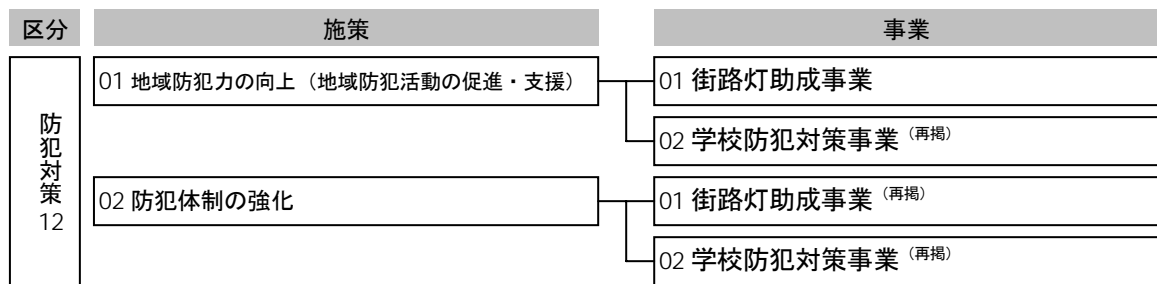 区分 施策 事業
防犯対策12
01 地域防犯力の向上（地域防犯活動の促進・支援）
01 街路灯助成事業
02 学校防犯対策事業（再掲）
02 防犯体制の強化
01 街路灯助成事業（再掲）
02 学校防犯対策事業（再掲）